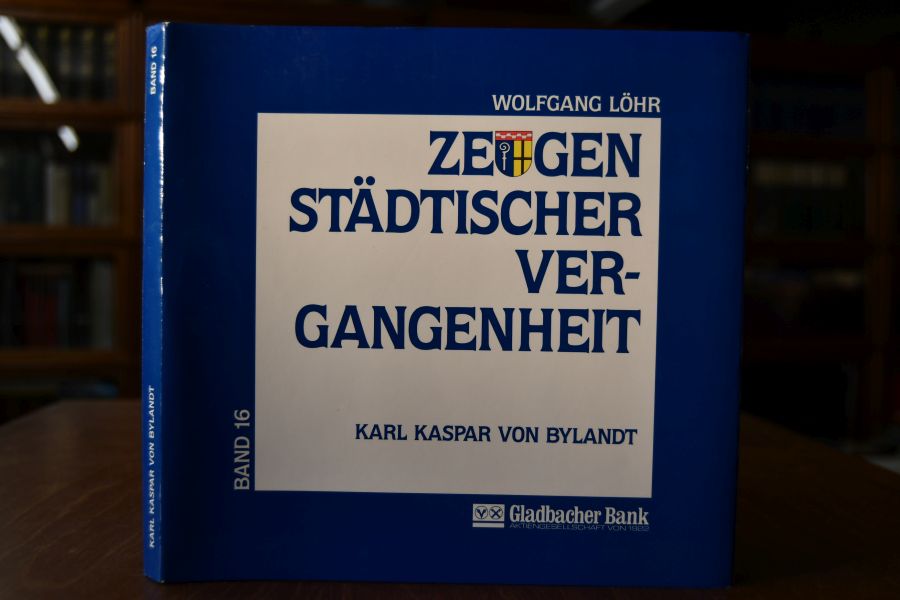 WOLFGANG LÖHR
ZEUGEN
STÄDTISCHER
VER-
GANGENHEIT
KARL KASPAR VON BYLANDT
BAND 16
Gladbacher Bank
AKTIENGESELLSCHAFT VON 1922
BAND 16
KARL KASPAR VON BYLANDT